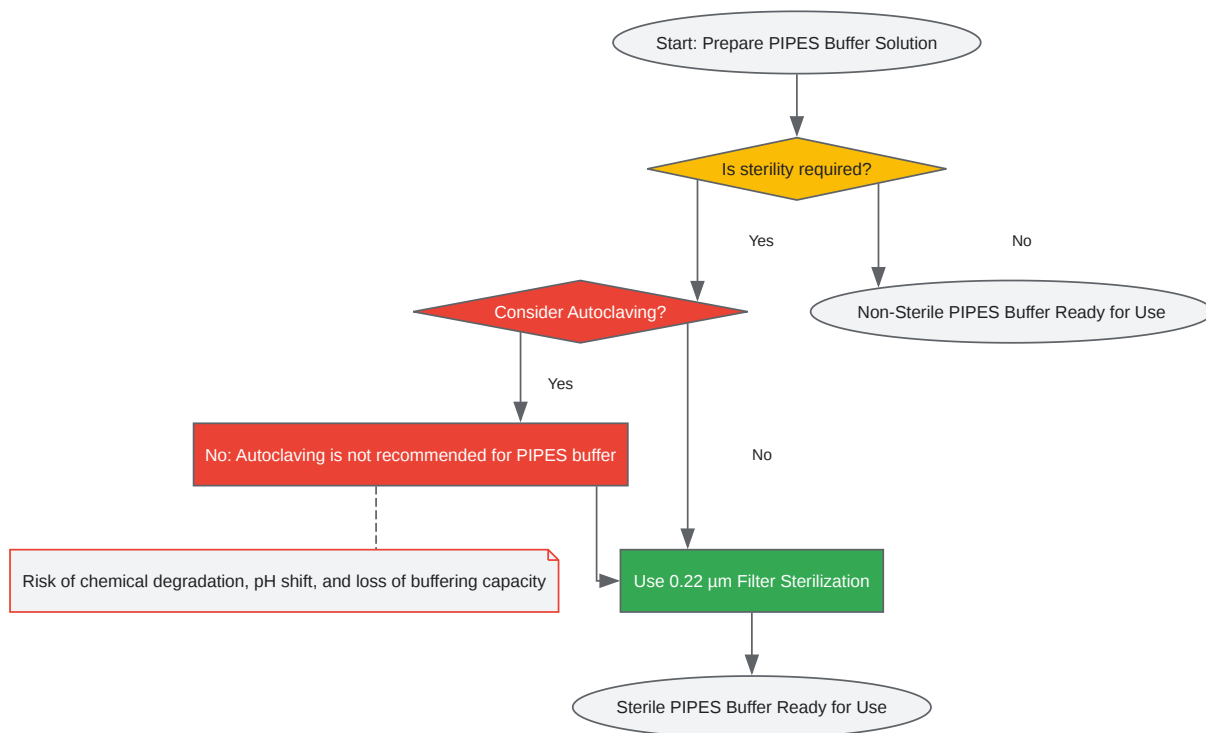 Start: Prepare PIPES Buffer Solution
Is sterility required?
Yes
No
Consider Autoclaving?
Non-Sterile PIPES Buffer Ready for Use
Yes
No: Autoclaving is not recommended for PIPES buffer
No
Risk of chemical degradation, pH shift, and loss of buffering capacity
Use 0.22 µm Filter Sterilization
Sterile PIPES Buffer Ready for Use